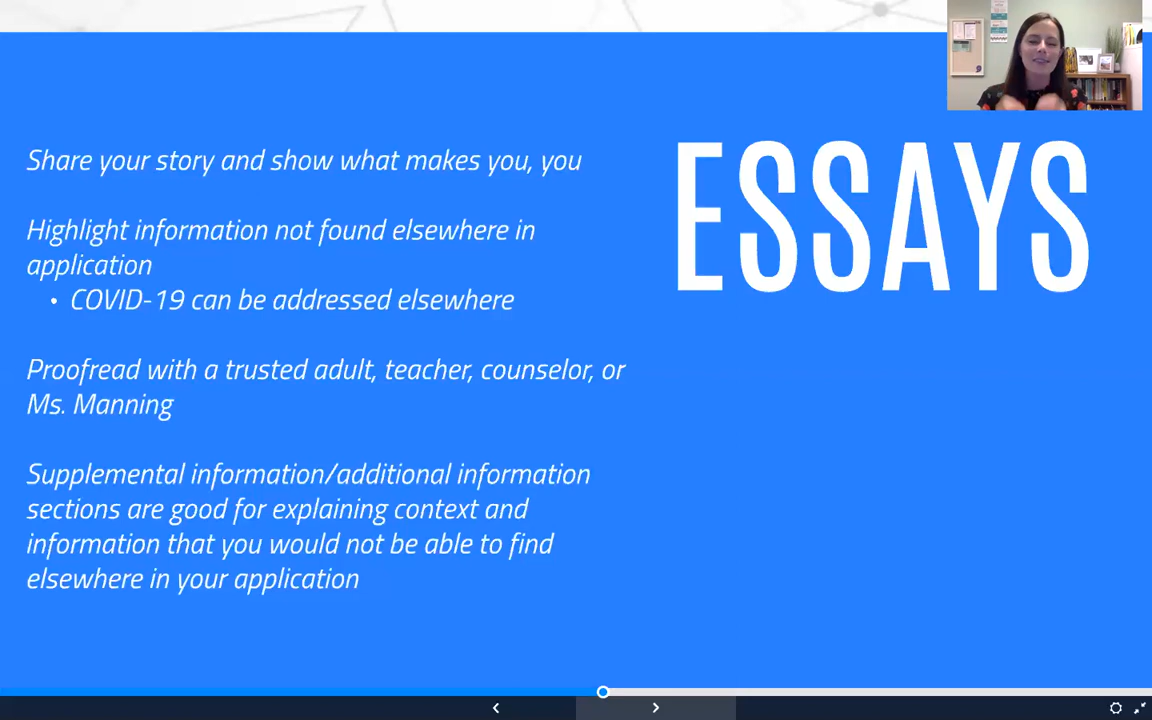 Share your story and show what makes you, you
Highlight information not found elsewhere in
application
• COVID-19 can be addressed elsewhere
Proofread with a trusted adult, teacher, counselor, or
Ms. Manning
Supplemental information/additional information
sections are good for explaining context and
information that you would not be able to find
elsewhere in your application
ESSAYS